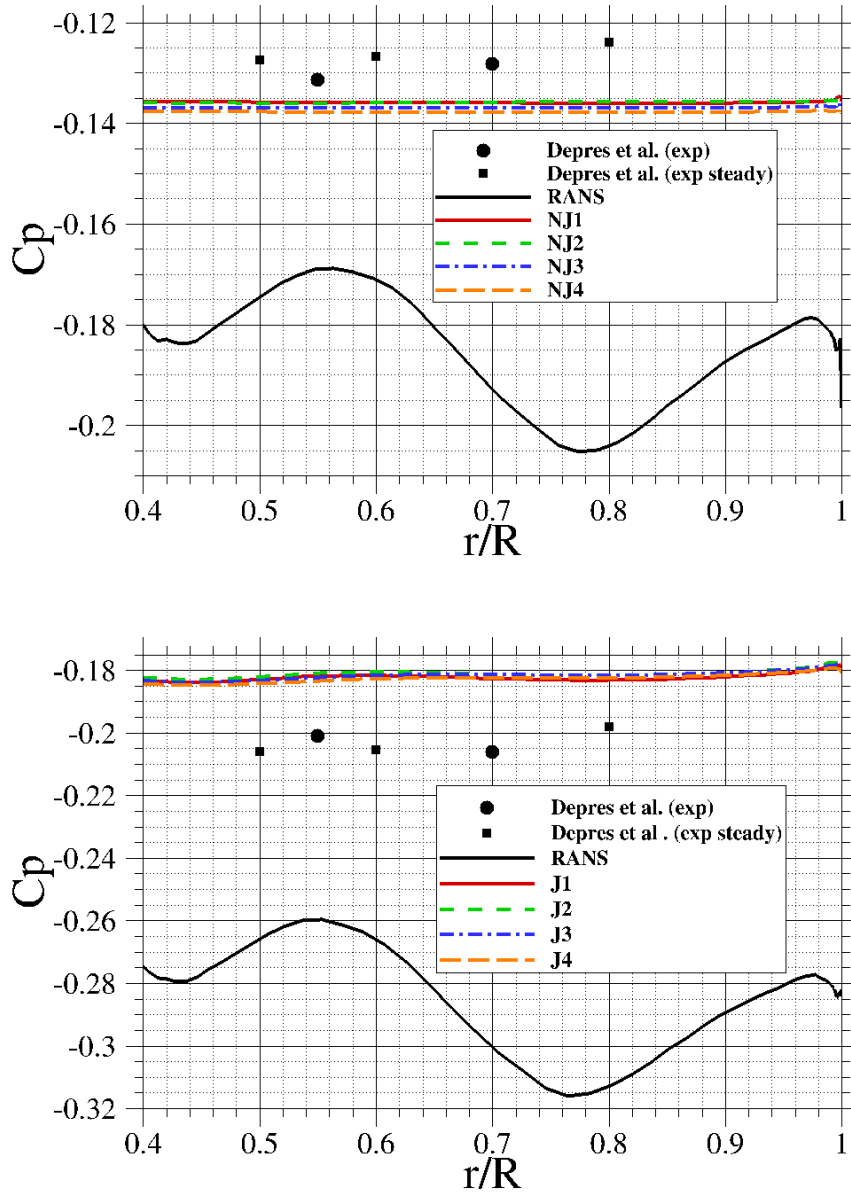 -0.12
-0.14
-0.16
-0.18
-0.2
Cp
Depres et al. (exp)
Depres et al. (exp steady)
RANS
NJ1
NJ2
NJ3
NJ4
0.4 0.5 0.6 0.7 0.8 0.9 1
r/R
-0.18
-0.2
-0.22
-0.24
-0.26
-0.28
-0.3
-0.32
Cp
Depres et al. (exp)
Depres et al . (exp steady)
RANS
J1
J2
J3
J4
0.4 0.5 0.6 0.7 0.8 0.9 1
r/R